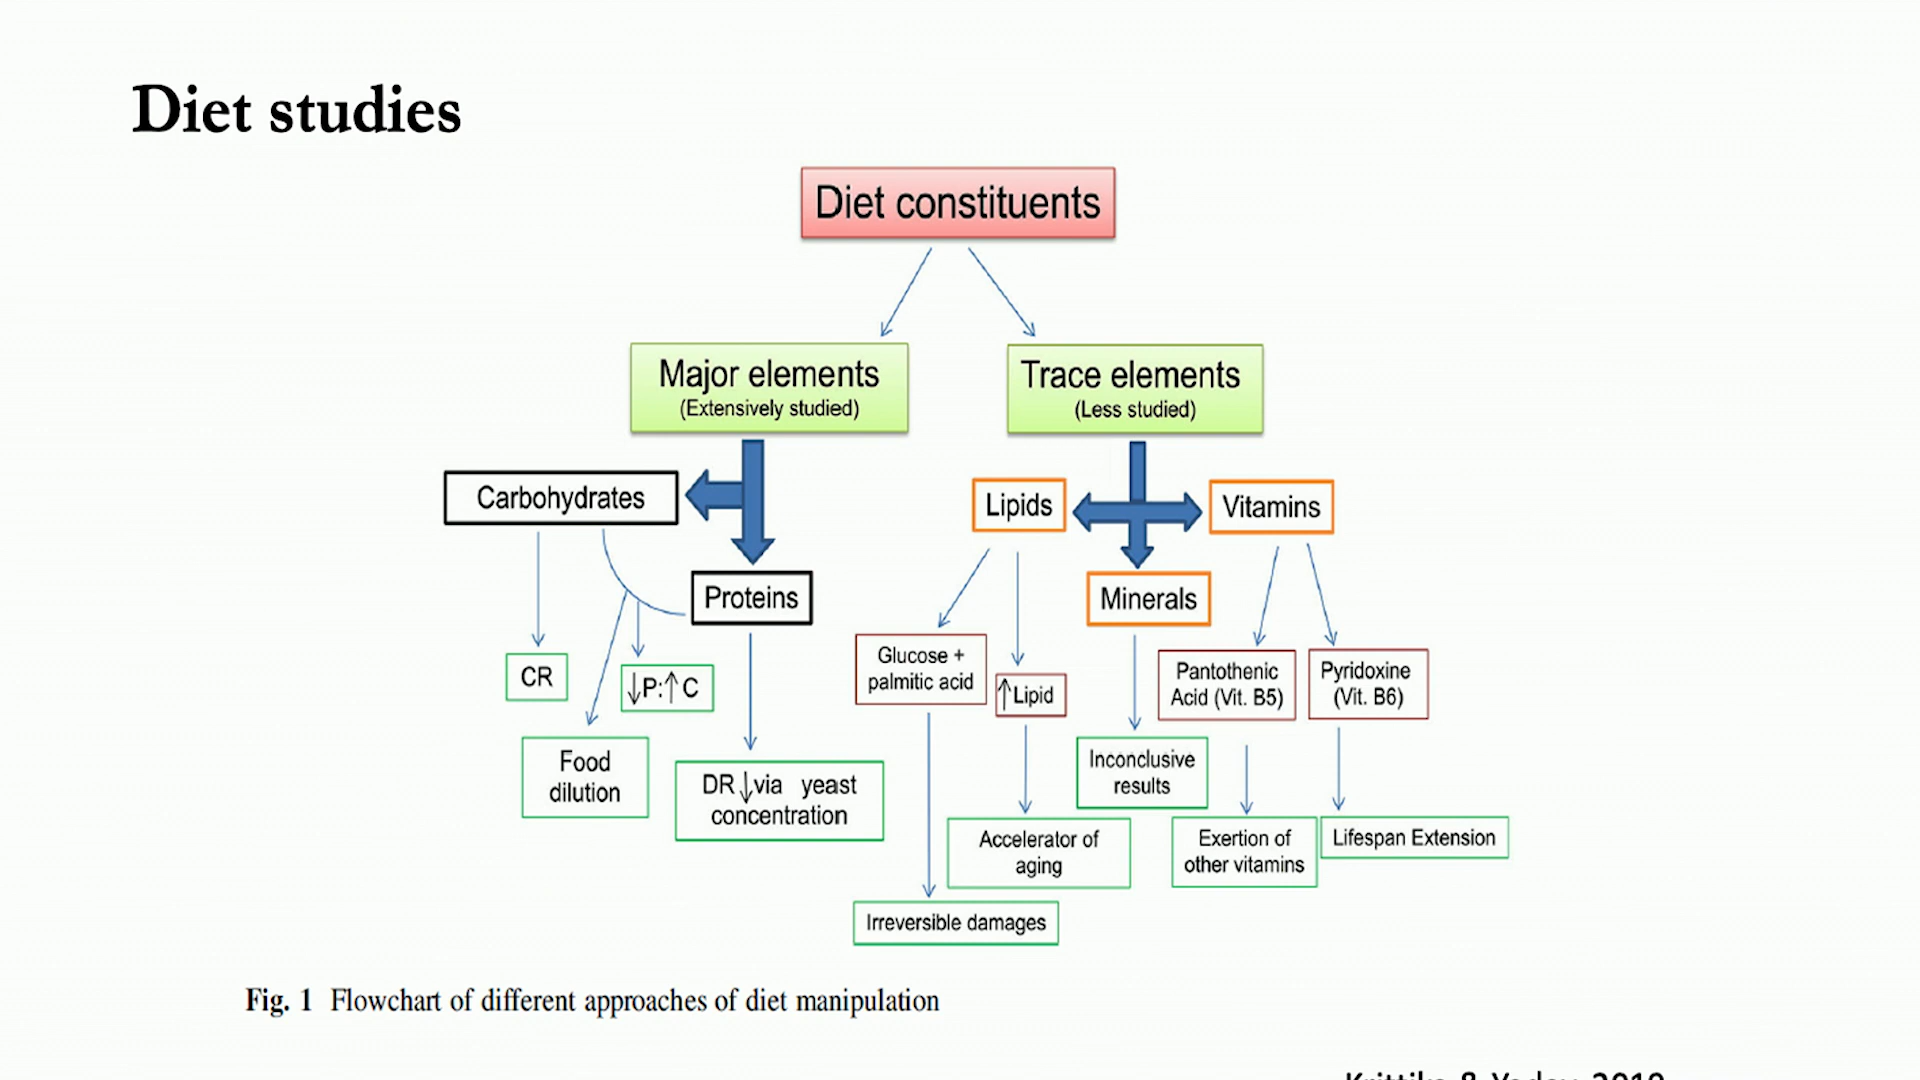 Diet studies
Diet constituents
Major elements
(Extensively studied)
Trace elements
(Less studied)
Carbohydrates
Proteins
Lipids
Vitamins
Minerals
CR
↓P:↑C
Food
dilution
DR↓via yeast
concentration
Glucose +
palmitic acid
↑Lipid
Pantothenic
Acid (Vit. B5)
Pyridoxine
(Vit. B6)
Inconclusive
results
Accelerator of
aging
Exertion of
other vitamins
Lifespan Extension
Irreversible damages
Fig. 1 Flowchart of different approaches of diet manipulation
Krittika & Yadav, 2019